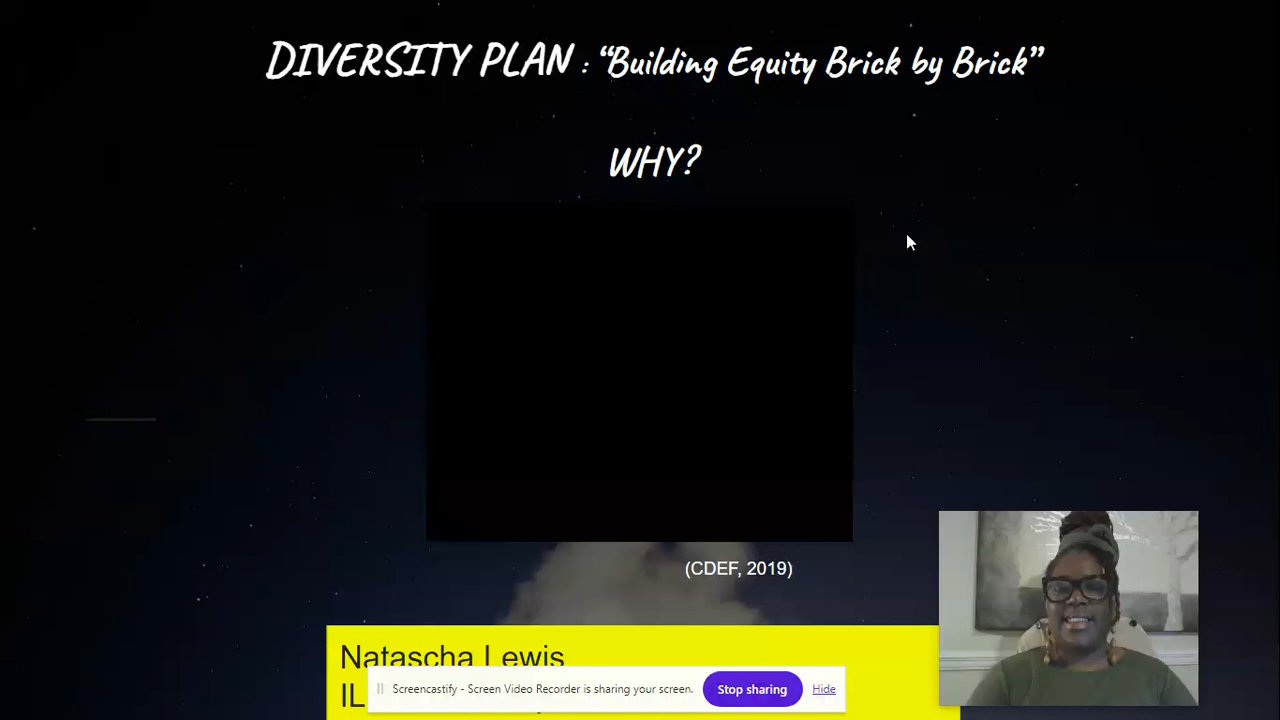 DIVERSITY PLAN : “Building Equity Brick by Brick”
WHY?
(CDEF, 2019)
Natascha Lewis
IL
Screencastify - Screen Video Recorder is sharing your screen.
Stop sharing
Hide